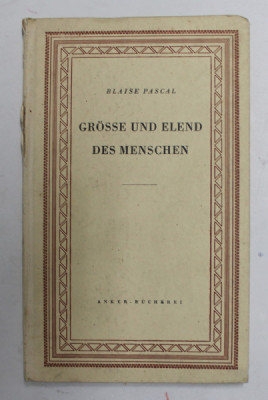 BLAISE PASCAL
GRÖSSE UND ELEND
DES MENSCHEN
ANKER-BÜCHEREI